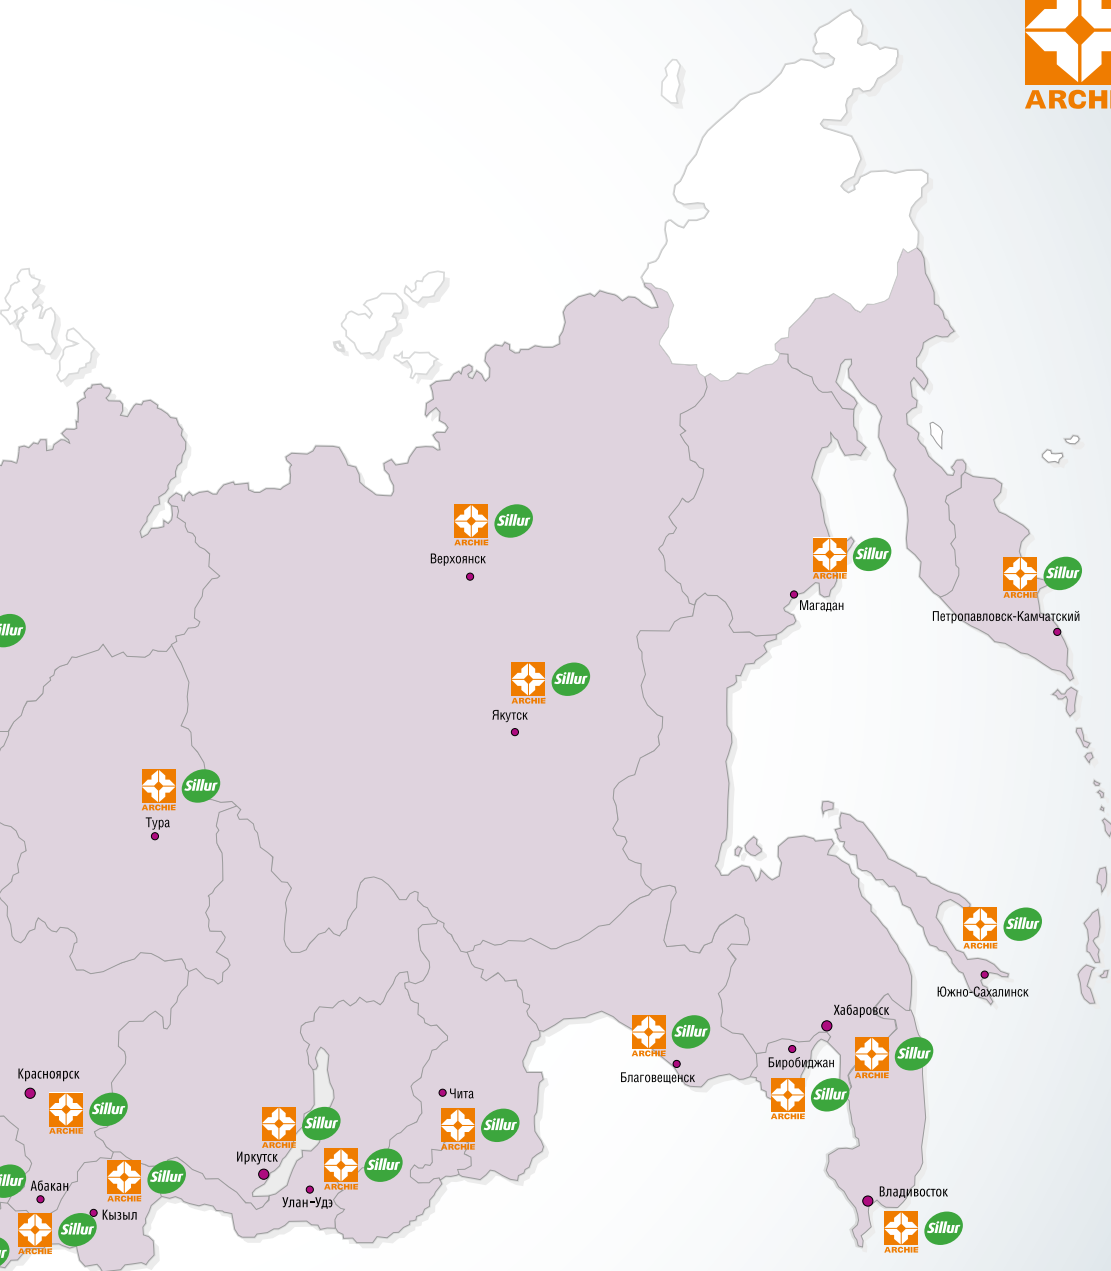 ARCHIE
Sillur
ARCHIE
Верхоянск
Sillur
ARCHIE
Магадан
Sillur
ARCHIE
Петропавловск-Камчатский
Sillur
Sillur
ARCHIE
Якутск
Sillur
ARCHIE
Тура
Sillur
ARCHIE
Южно-Сахалинск
Хабаровск
Sillur
ARCHIE
Благовещенск
Sillur
ARCHIE
Биробиджан
Sillur
ARCHIE
Красноярск
Sillur
ARCHIE
Чита
Sillur
ARCHIE
Sillur
ARCHIE
Иркутск
Sillur
ARCHIE
Улан-Удэ
Sillur
ARCHIE
Sillur
Абакан
Кызыл
Sillur
ARCHIE
Владивосток
Sillur
ARCHIE